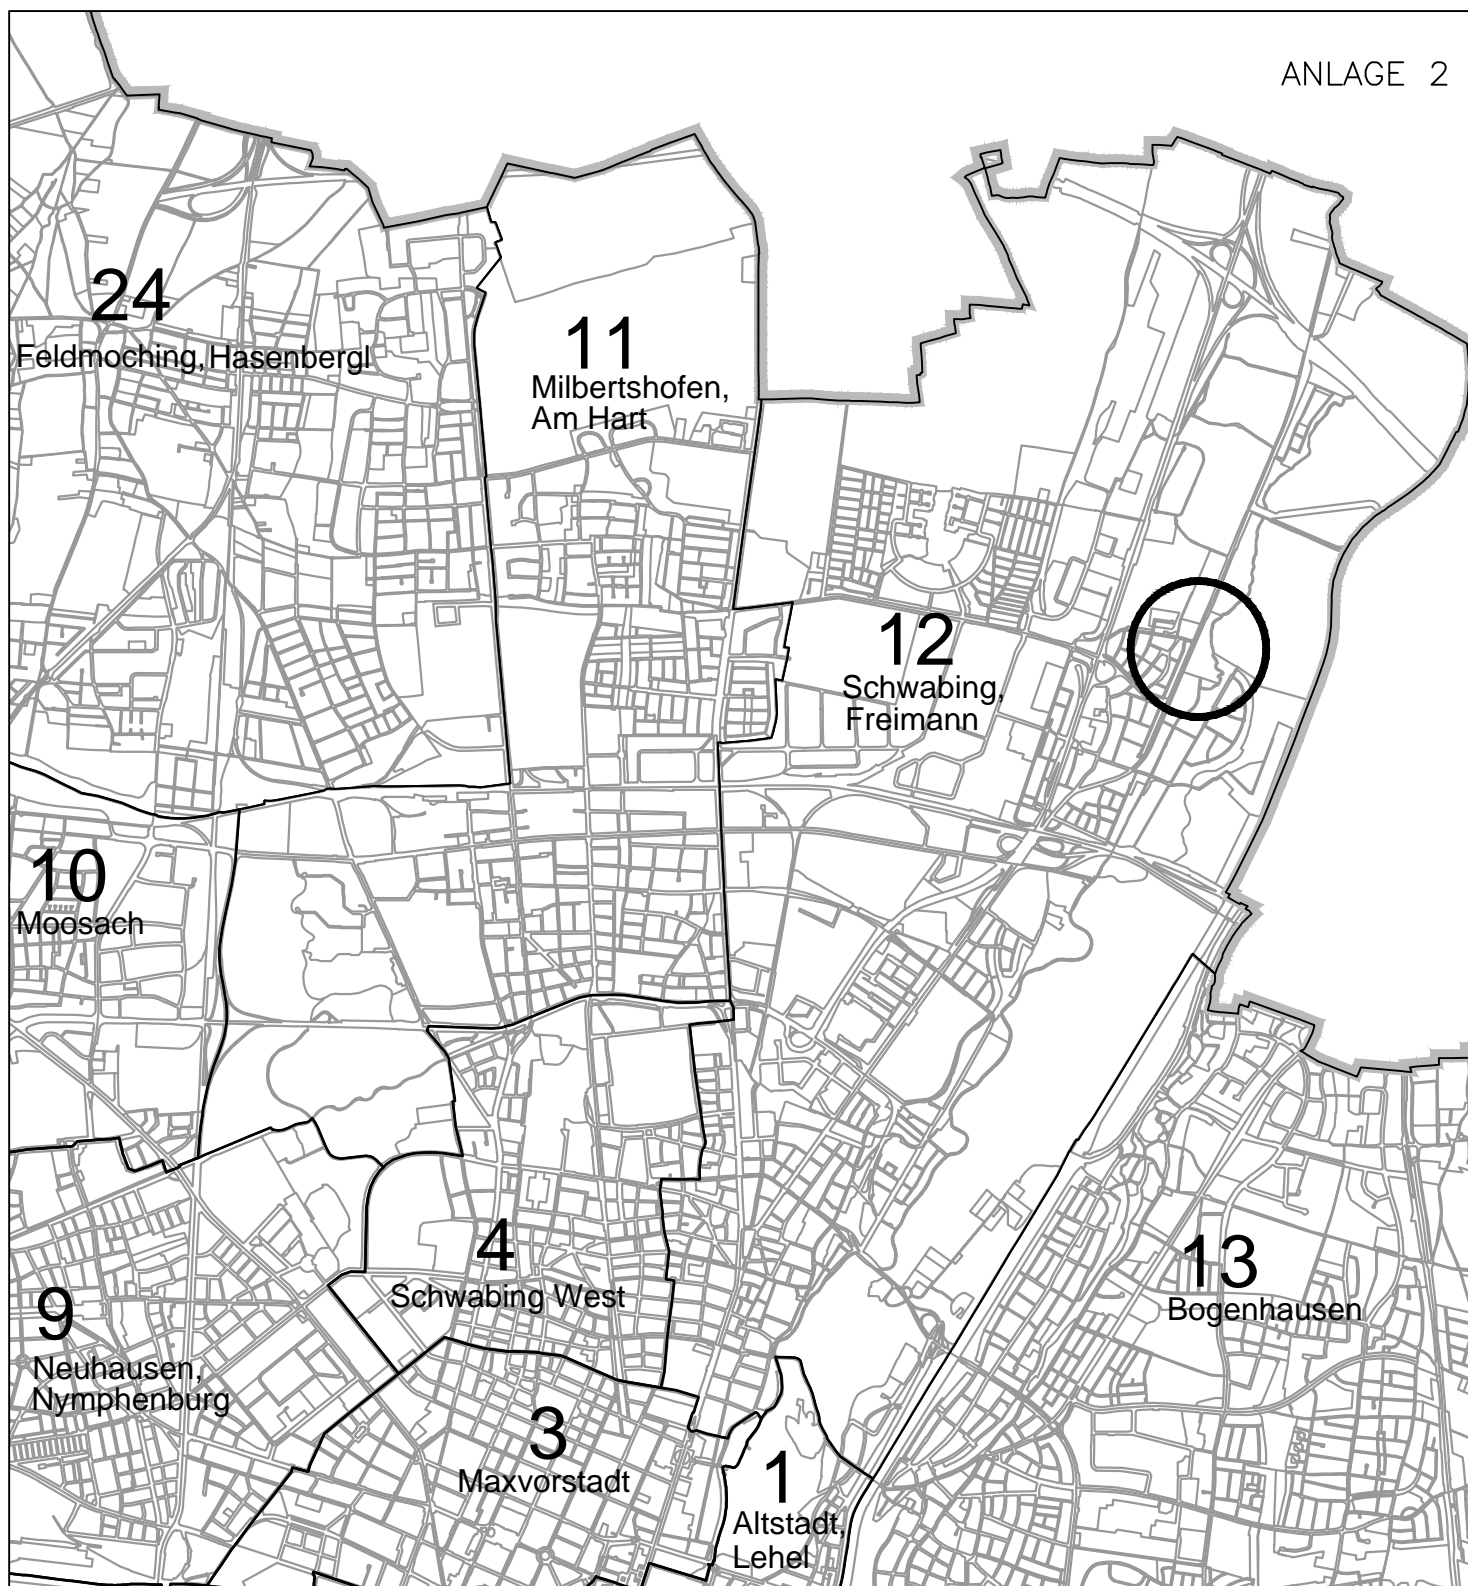 ANLAGE 2
24
Feldmoching, Hasenbergl
11
Milbertshofen,
Am Hart
12
Schwabing,
Freimann
10
Moosach
4
Schwabing West
13
Bogenhausen
9
Neuhausen,
Nymphenburg
3
Maxvorstadt
1
Altstadt,
Lehel